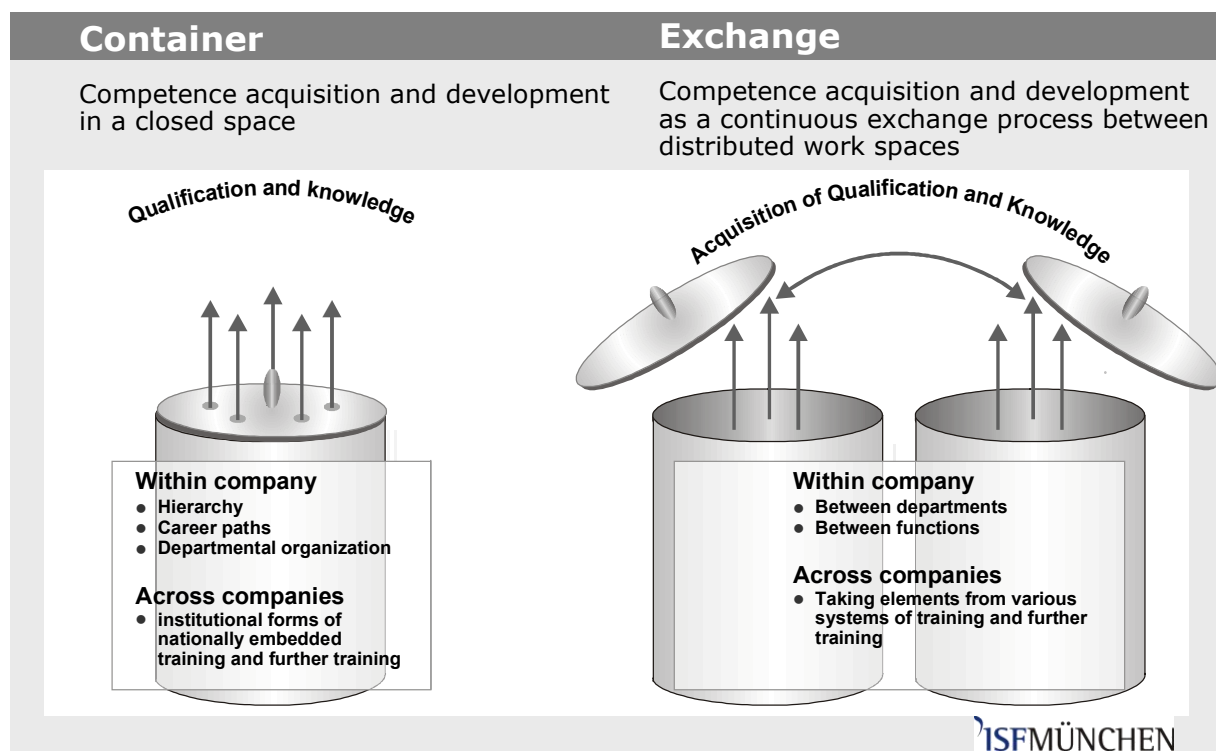 Container
Competence acquisition and development
in a closed space
Qualification and knowledge
Within company
● Hierarchy
● Career paths
● Departmental organization
Across companies
● institutional forms of
nationally embedded
training and further training
Exchange
Competence acquisition and development
as a continuous exchange process between
distributed work spaces
Acquisition of Qualification and Knowledge
Within company
● Between departments
● Between functions
Across companies
● Taking elements from various
systems of training and further
training
ISFMÜNCHEN